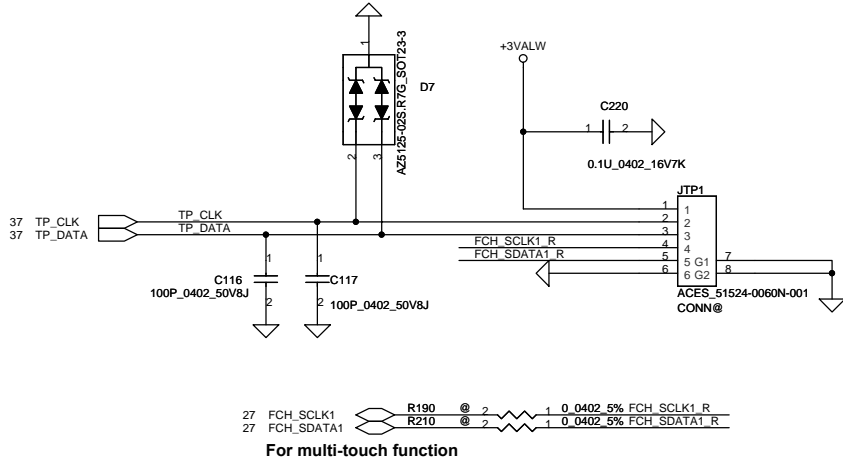 1
AZ5125-02S.R7G_SOT23-3
D7
2
3
+3VALW
C220
1
2
0.1U_0402_16V7K
JTP1
1 1
2 2
3 3
4 4
5 5 G1 7
6 6 G2 8
ACES_51524-0060N-001
CONN@
37 TP_CLK TP_CLK
37 TP_DATA TP_DATA
FCH_SCLK1_R
FCH_SDATA1_R
1
1
C116
C117
100P_0402_50V8J
2
2
100P_0402_50V8J
27 FCH_SCLK1 R190 @ 2 1 0_0402_5% FCH_SCLK1_R
27 FCH_SDATA1 R210 @ 2 1 0_0402_5% FCH_SDATA1_R
For multi-touch function